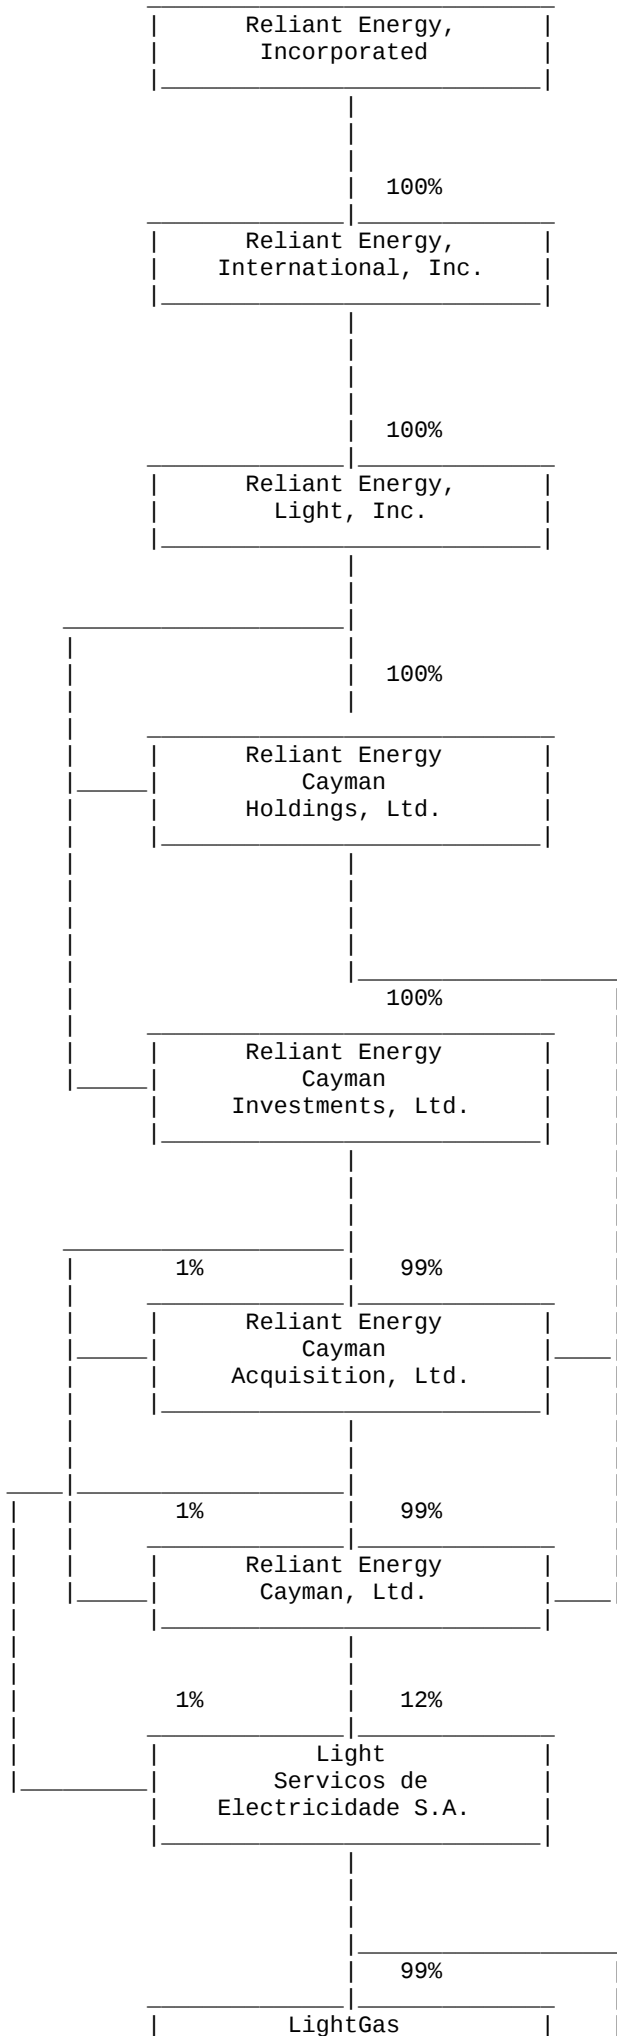 Reliant Energy,
Incorporated
100%
Reliant Energy,
International, Inc.
100%
Reliant Energy,
Light, Inc.
100%
Reliant Energy
Cayman
Holdings, Ltd.
100%
Reliant Energy
Cayman
Investments, Ltd.
1% 99%
Reliant Energy
Cayman
Acquisition, Ltd.
1% 99%
Reliant Energy
Cayman, Ltd.
1% 12%
Light
Servicos de
Electricidade S.A.
99%
LightGas